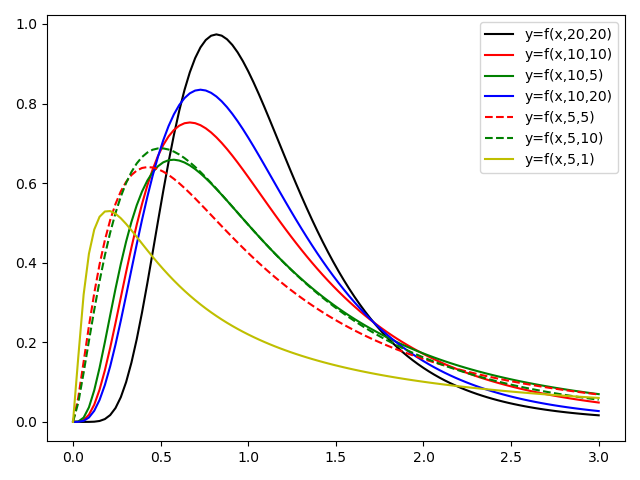 1.0
0.8
0.6
0.4
0.2
0.0
0.0 0.5 1.0 1.5 2.0 2.5 3.0
y=f(x,20,20)
y=f(x,10,10)
y=f(x,10,5)
y=f(x,10,20)
y=f(x,5,5)
y=f(x,5,10)
y=f(x,5,1)